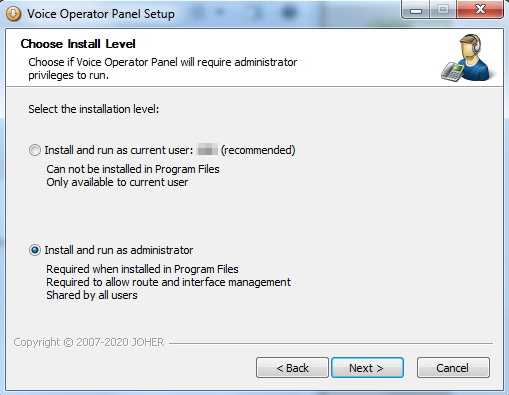 Voice Operator Panel Setup
Choose Install Level
Choose if Voice Operator Panel will require administrator
privileges to run.
Select the installation level:
Install and run as current user: (recommended)
Can not be installed in Program Files
Only available to current user
Install and run as administrator
Required when installed in Program Files
Required to allow route and interface management
Shared by all users
Copyright © 2007-2020 JOHER
< Back
Next >
Cancel